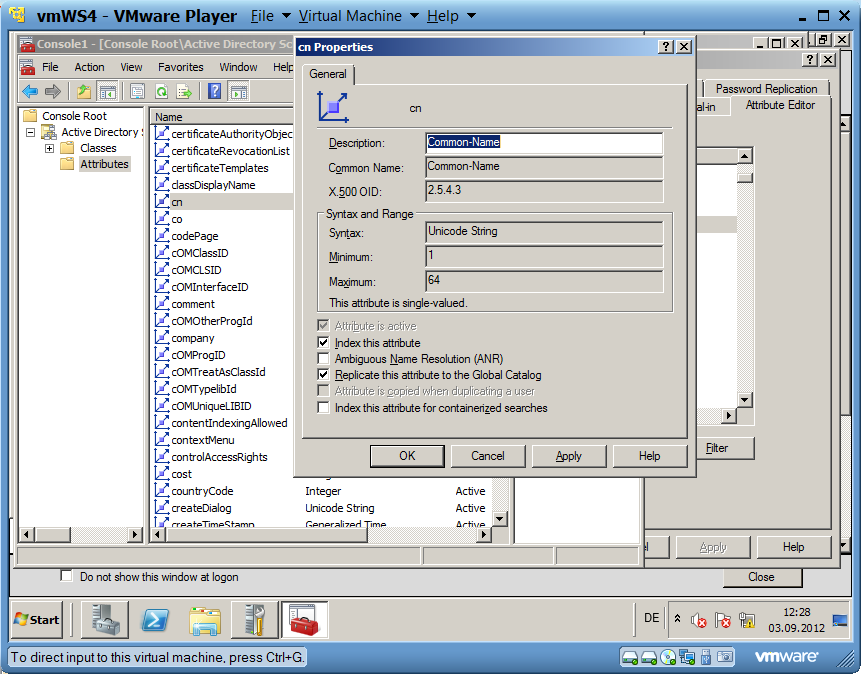 vmWS4 - VMware Player File Virtual Machine Help
Console1 - [Console Root\Active Directory Sc
File Action View Favorites Window Help
Console Root
Active Directory
Classes
Attributes
Name
certificateAuthorityObjec
certificateRevocationList
certificateTemplates
classDisplayName
cn
co
codePage
cOMClassID
cOMCLSID
cOMInterfaceID
comment
cOMOtherProgId
company
cOMProgID
cOMTreatAsClassId
cOMTypelibId
cOMUniqueLIBID
contentIndexingAllowed
contextMenu
controlAccessRights
cost
countryCode Integer Active
createDialog Unicode String Active
createTimeStamp Generalized Time Active
cn Properties
General
cn
Description: Common-Name
Common Name: Common-Name
X.500 OID: 2.5.4.3
Syntax and Range
Syntax: Unicode String
Minimum: 1
Maximum: 64
This attribute is single-valued.
Attribute is active
Index this attribute
Ambiguous Name Resolution (ANR)
Replicate this attribute to the Global Catalog
Attribute is copied when duplicating a user
Index this attribute for containerized searches
OK Cancel Apply Help
Password Replication
al-in Attribute Editor
Filter
Apply Help
Do not show this window at logon
Close
Start
DE
12:28
03.09.2012
To direct input to this virtual machine, press Ctrl+G.
vmware